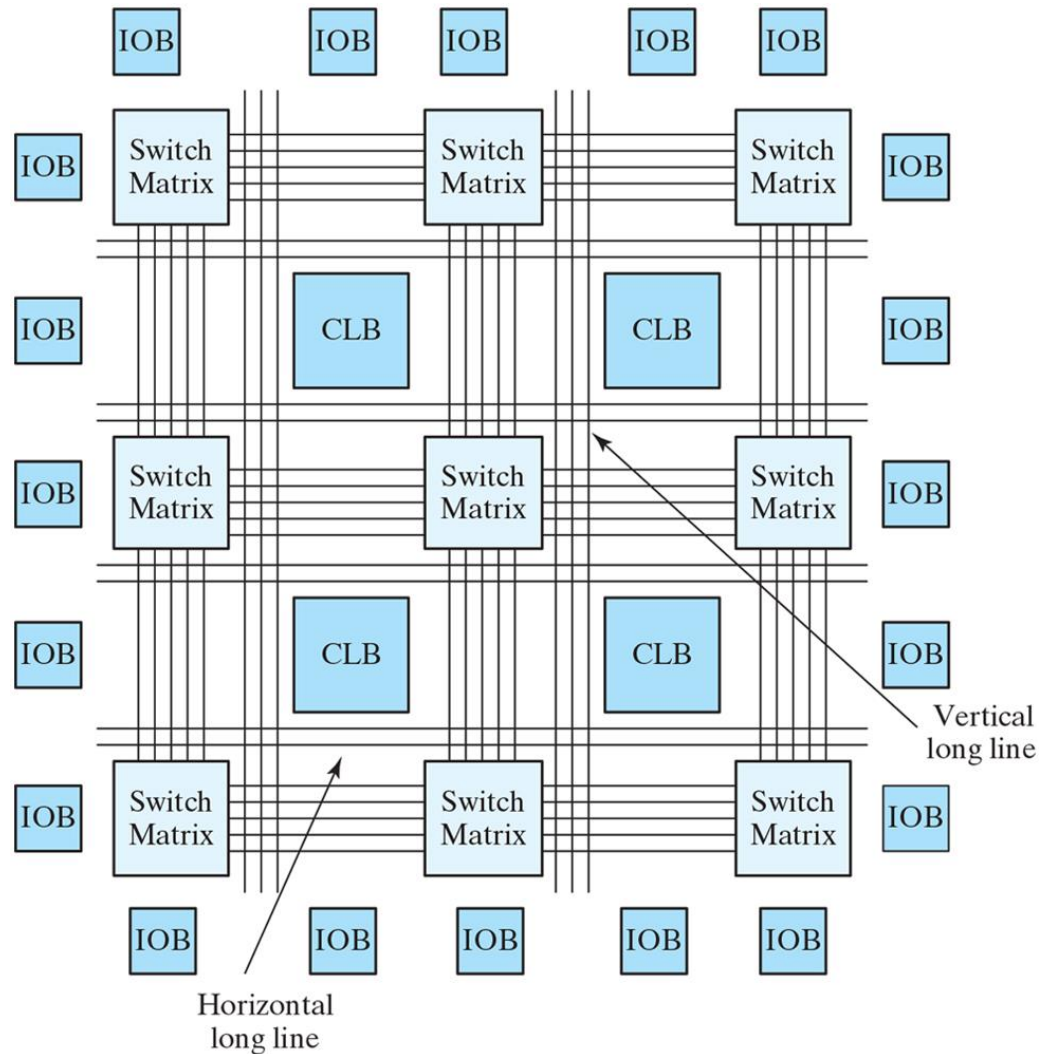 IOB IOB IOB IOB IOB
IOB Switch Matrix Switch Matrix Switch Matrix IOB
IOB CLB CLB IOB
IOB Switch Matrix Switch Matrix Switch Matrix IOB
IOB CLB CLB IOB
Vertical
long line
IOB Switch Matrix Switch Matrix Switch Matrix IOB
IOB IOB IOB IOB IOB
Horizontal
long line